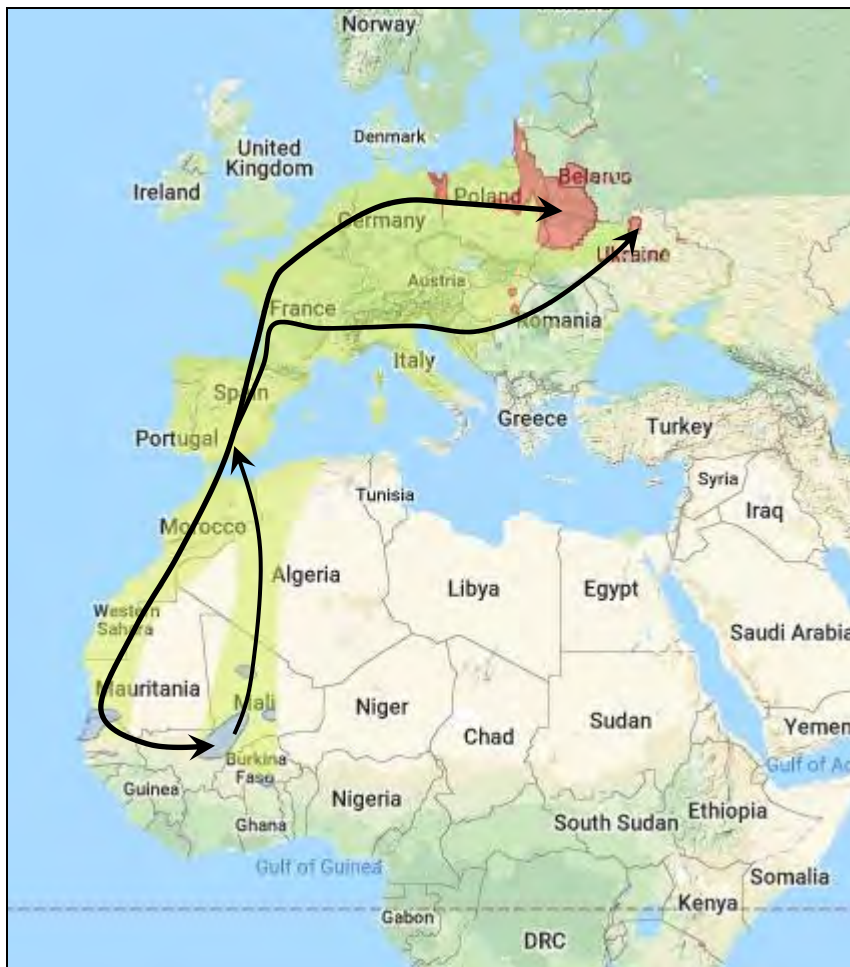 Norway
Denmark
United
Kingdom
Ireland
Belarus
Poland
Germany
Ukraine
Austria
France
Romania
Italy
Spain
Portugal
Greece
Turkey
Syria
Tunisia
Iraq
Morocco
Algeria
Libya
Egypt
Western
Sahara
Saudi Arabia
Mauritania
Mali
Niger
Sudan
Chad
Yemen
Burkina
Faso
Gulf of
Guinea
Nigeria
Ethiopia
Ghana
South Sudan
Gulf of Guinea
Somalia
Kenya
Gabon
DRC